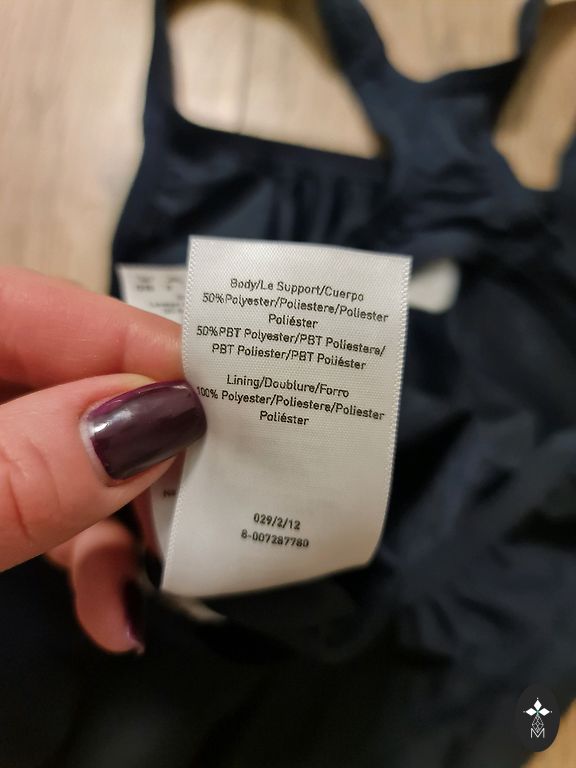 Body/Le Support/Cuerpo
50%Polyester/Poliestere/Poliester
Poliéster
50%PBT Polyester/PBT Poliestere/
PBT Poliester/PBT Poliéster
Lining/Doublure/Forro
100% Polyester/Poliestere/Poliester
Poliéster
029/2/12
8-007287780
M